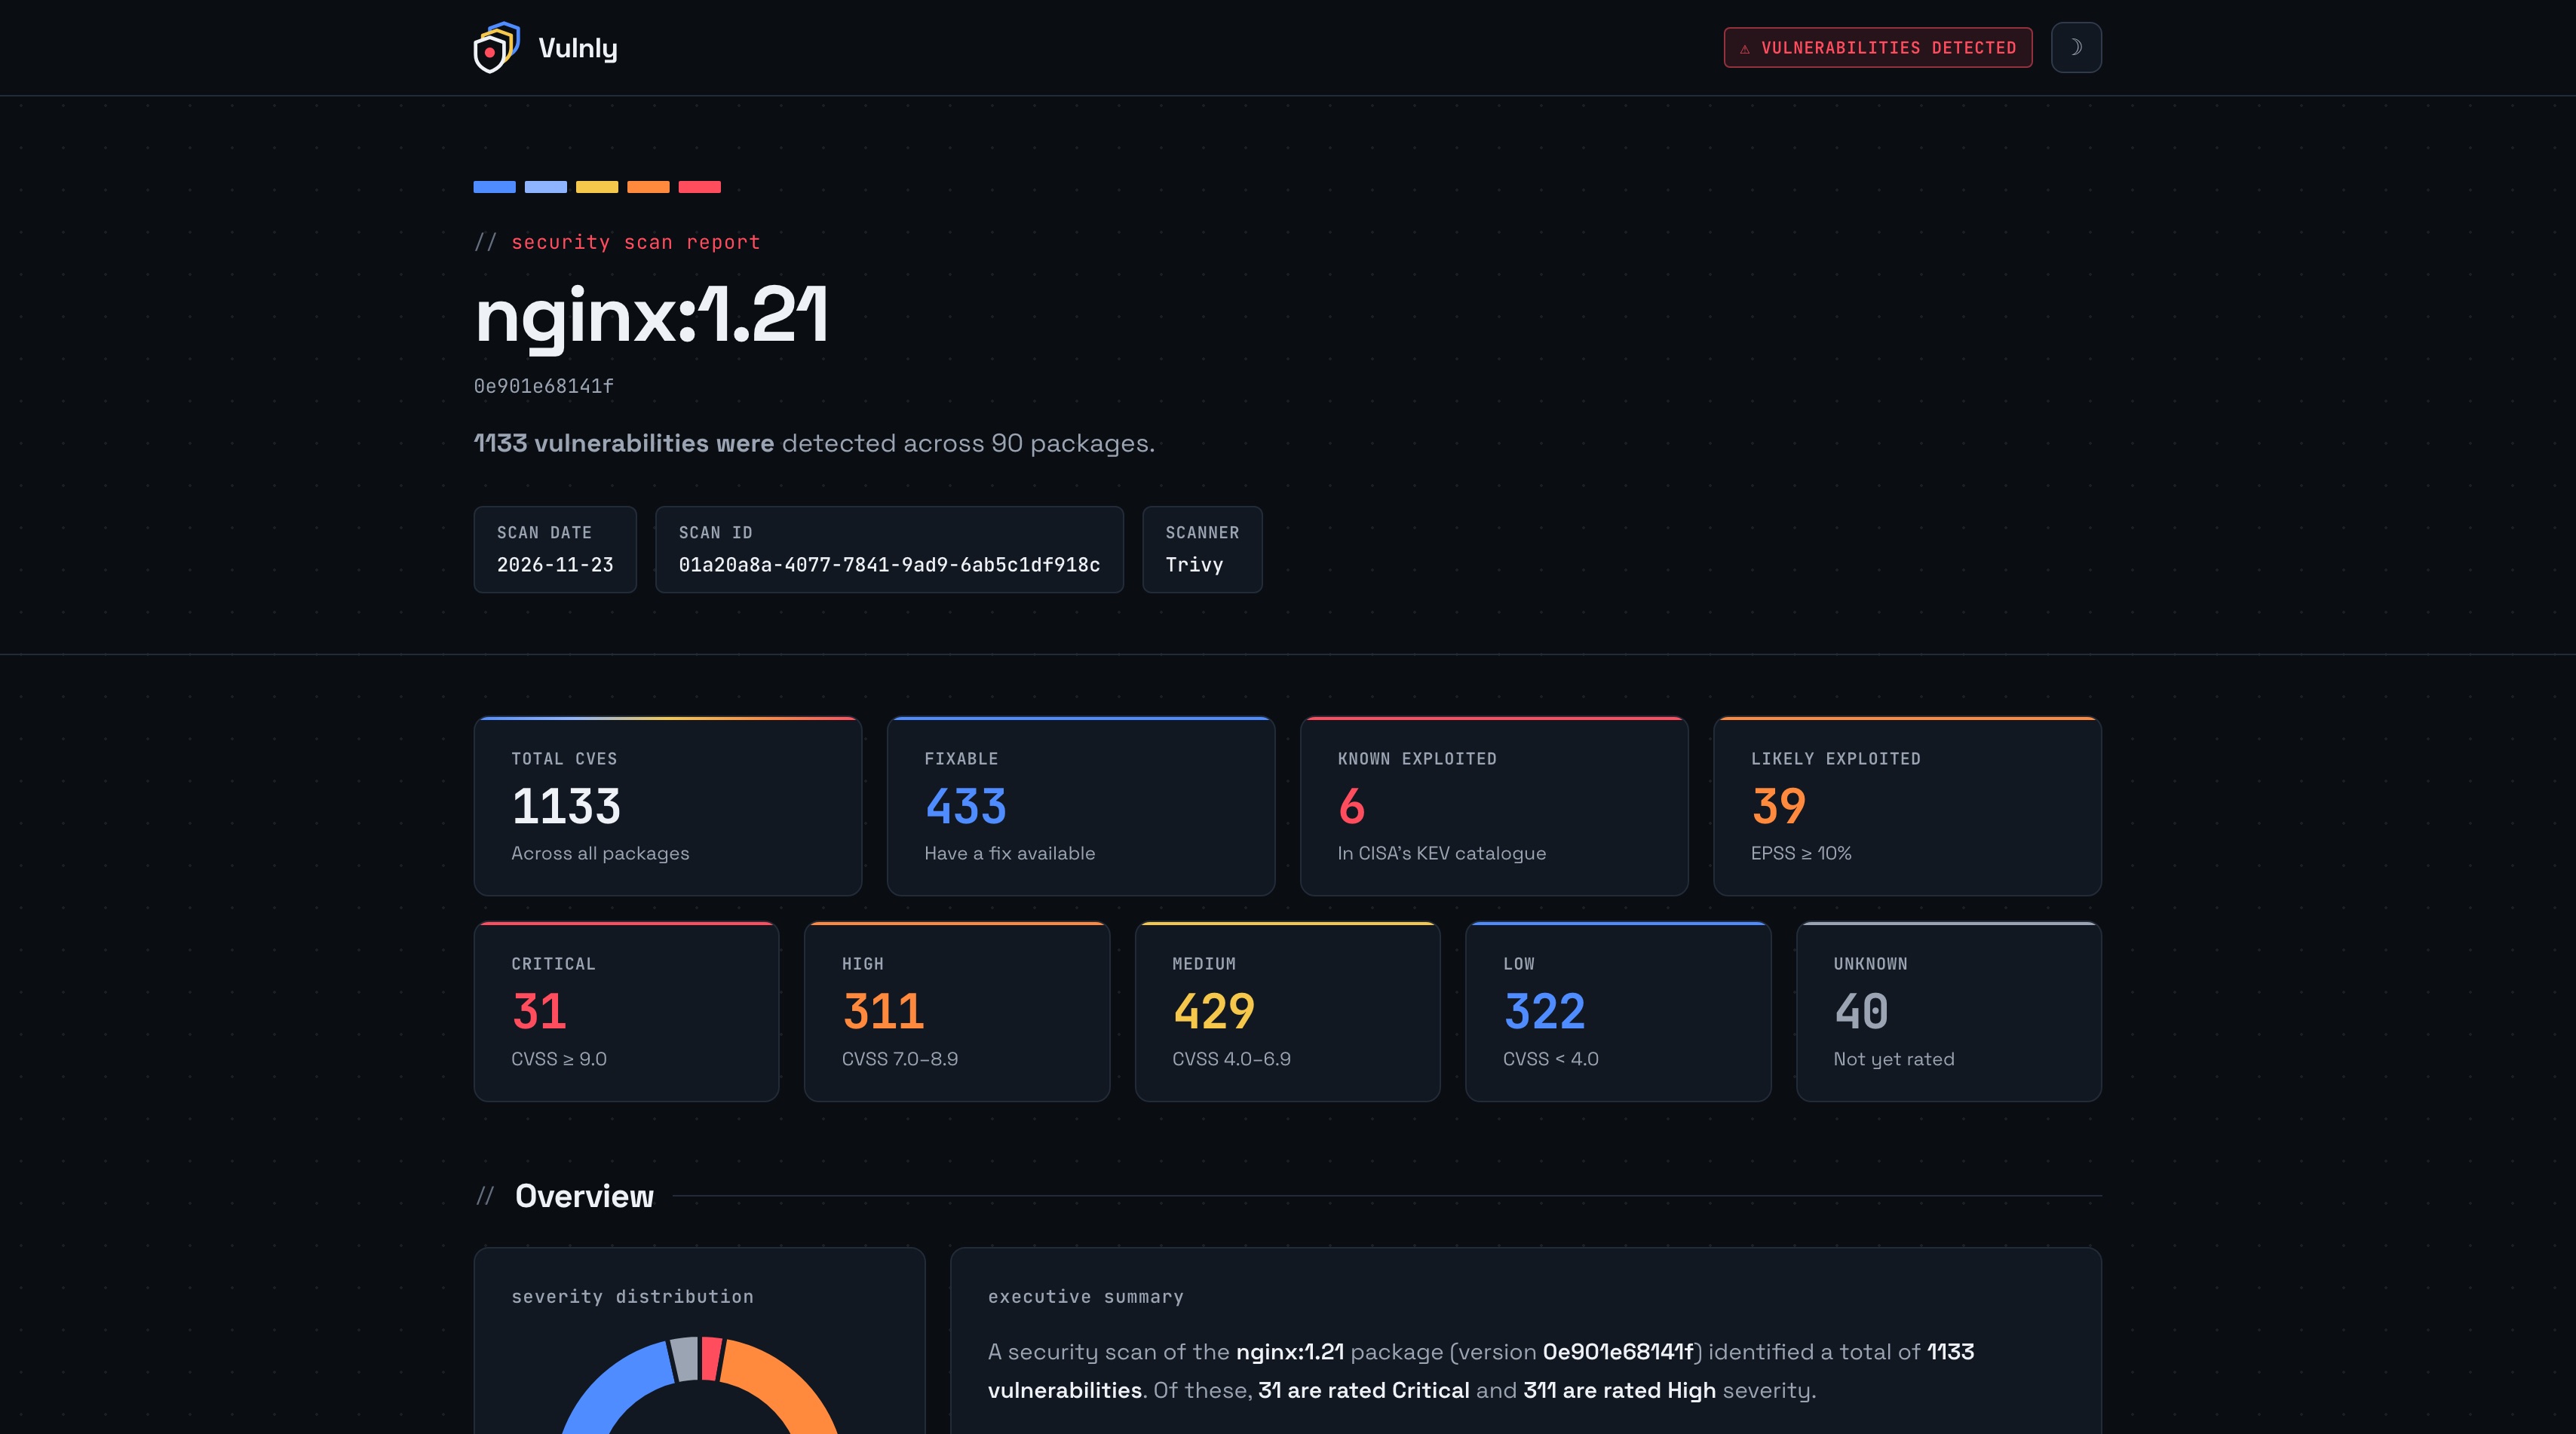 Vulnly
⚠ VULNERABILITIES DETECTED
// security scan report
nginx:1.21
0e901e68141f
1133 vulnerabilities were detected across 90 packages.
SCAN DATE
2026-11-23
SCAN ID
01a20a8a-4077-7841-9ad9-6ab5c1df918c
SCANNER
Trivy
TOTAL CVES
1133
Across all packages
FIXABLE
433
Have a fix available
KNOWN EXPLOITED
6
In CISA's KEV catalogue
LIKELY EXPLOITED
39
EPSS ≥ 10%
CRITICAL
31
CVSS ≥ 9.0
HIGH
311
CVSS 7.0–8.9
MEDIUM
429
CVSS 4.0–6.9
LOW
322
CVSS < 4.0
UNKNOWN
40
Not yet rated
// Overview
severity distribution
executive summary
A security scan of the nginx:1.21 package (version 0e901e68141f) identified a total of 1133
vulnerabilities. Of these, 31 are rated Critical and 311 are rated High severity.